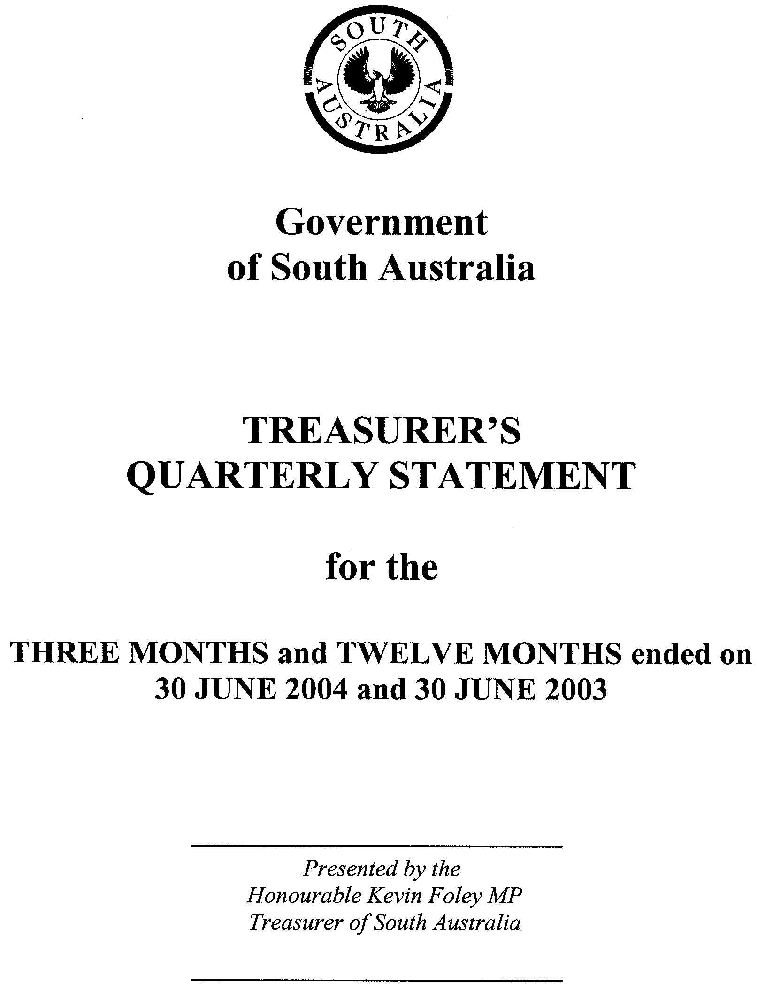 SOUTH
AUSTRALIA
Government
of South Australia
TREASURER'S
QUARTERLY STATEMENT
for the
THREE MONTHS and TWELVE MONTHS ended on
30 JUNE 2004 and 30 JUNE 2003
Presented by the
Honourable Kevin Foley MP
Treasurer of South Australia